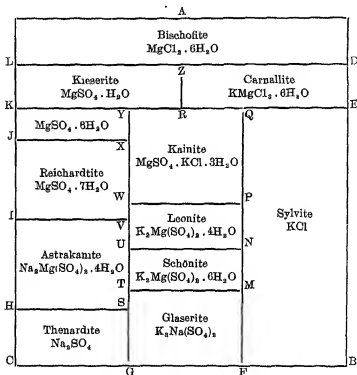 A
Bischofite
MgCl₂ . 6H₂O
L
D
Z
Kieserite
MgSO₄ . H₂O
Carnallite
KMgCl₃ . 6H₂O
K
Y
R
Q
E
MgSO₄ . 6H₂O
J
X
Kainite
MgSO₄ . KCl . 3H₂O
Reichardtite
MgSO₄ . 7H₂O
W
P
Leonite
K₂Mg(SO₄)₂ . 4H₂O
Sylvite
KCl
I
V
U
N
Astrakanite
Na₂Mg(SO₄)₂ . 4H₂O
Schönite
K₂Mg(SO₄)₂ . 6H₂O
T
M
H
S
Glaserite
K₃Na(SO₄)₂
Thenardite
Na₂SO₄
C
G
F
B